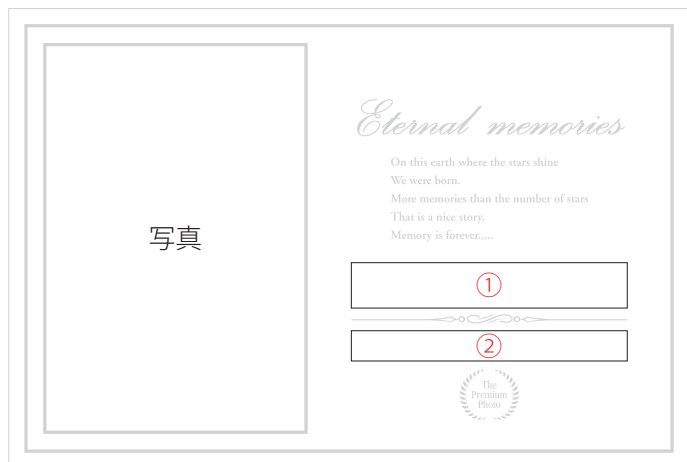 写真
Eternal memories
On this earth where the stars shine
We were born.
More memories than the number of stars
That is a nice story.
Memory is forever.....
①
②
The
Premium
Photo